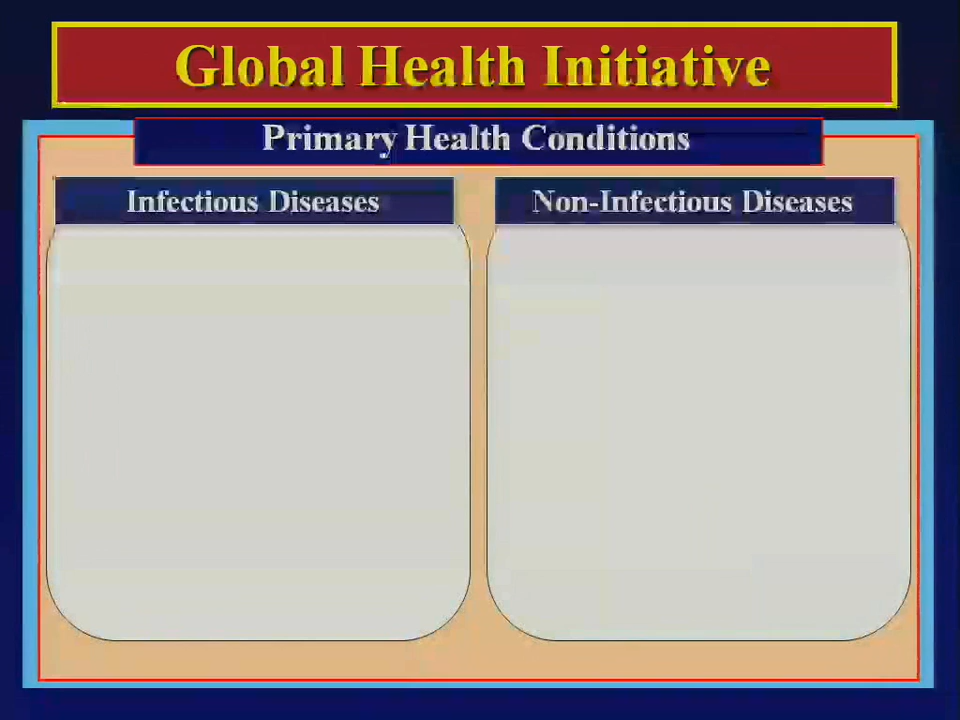 Global Health Initiative
Primary Health Conditions
Infectious Diseases
Non-Infectious Diseases